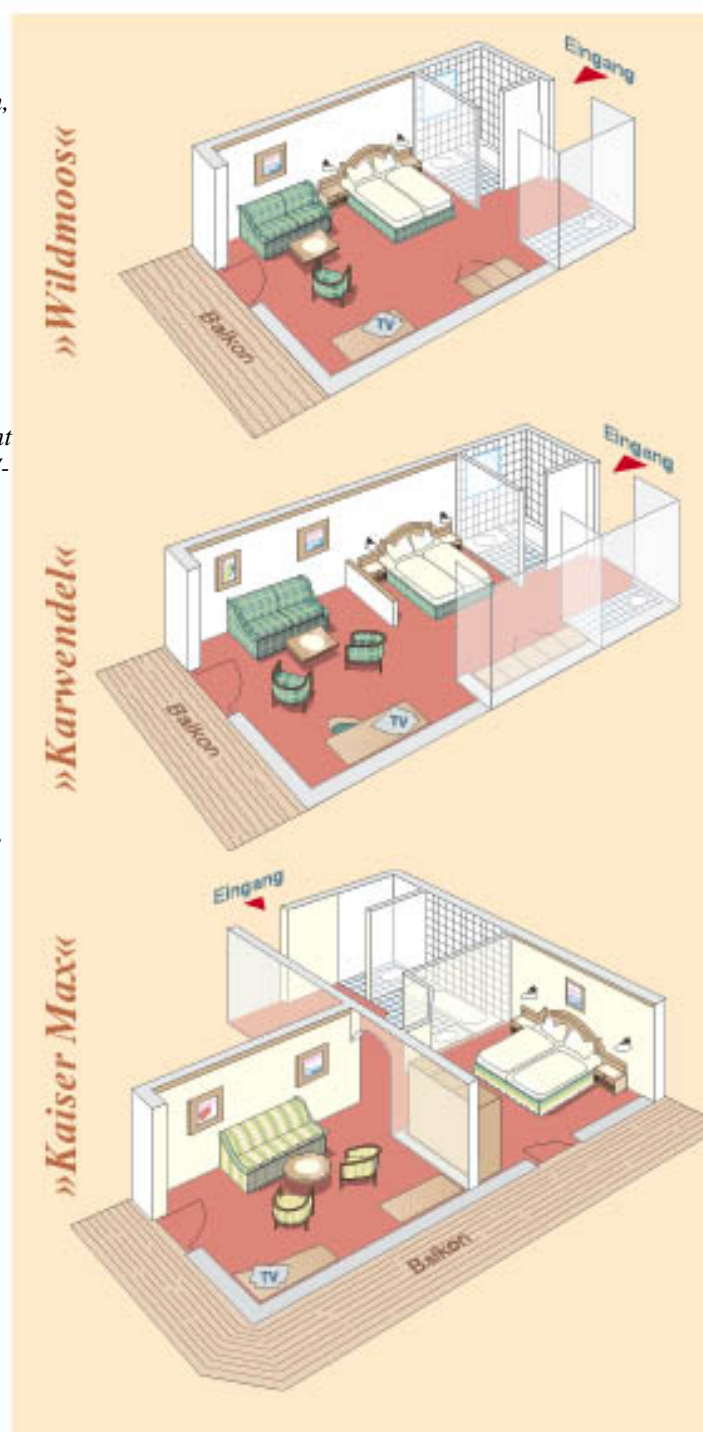 Eingang
»Wildmoos«
TV
Balkon
Eingang
»Karwendel«
TV
Balkon
Eingang
»Kaiser Max«
Balkon
TV